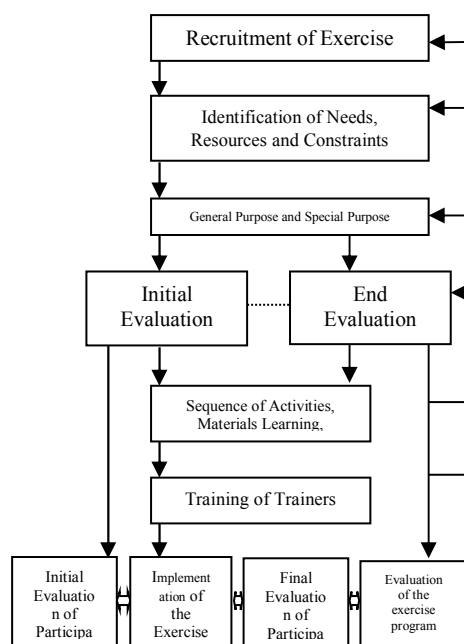 Recruitment of Exercise
Identification of Needs,
Resources and Constraints
General Purpose and Special Purpose
Initial
Evaluation
End
Evaluation
Sequence of Activities,
Materials Learning,
Training of Trainers
Initial
Evaluatio
n of
Participa
Implement
ation of
the
Exercise
Final
Evaluatio
n of
Participa
Evaluation
of the
exercise
program